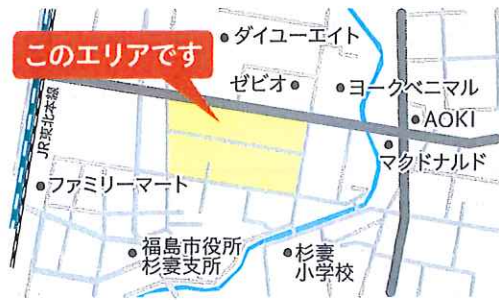 ダイユーエイト
このエリアです
ゼビオ
ヨークベニマル
AOKI
JR東北本線
マクドナルド
ファミリーマート
福島市役所
杉妻支所
杉妻
小学校